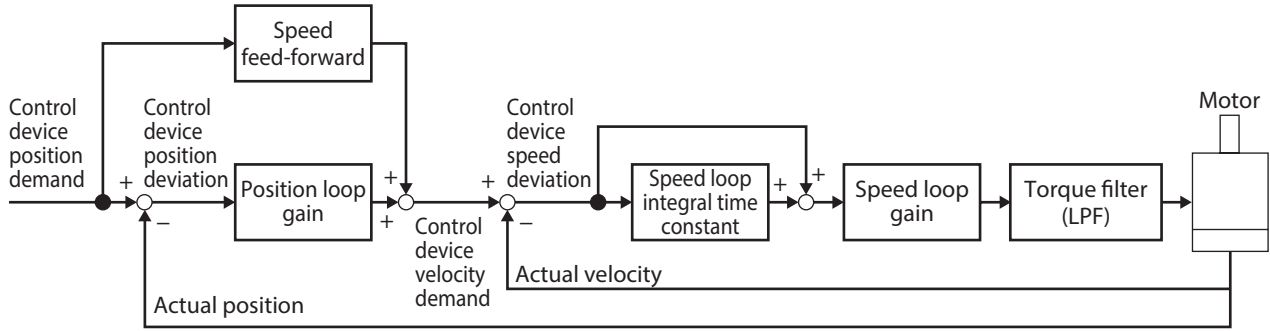 Speed
feed-forward
Control
device
position
demand
+
Control
device
position
deviation
−
Position loop
gain
+
+
Control
device
velocity
demand
+
Control
device
speed
deviation
−
Speed loop
integral time
constant
+
+
Speed loop
gain
Torque filter
(LPF)
Motor
Actual velocity
Actual position